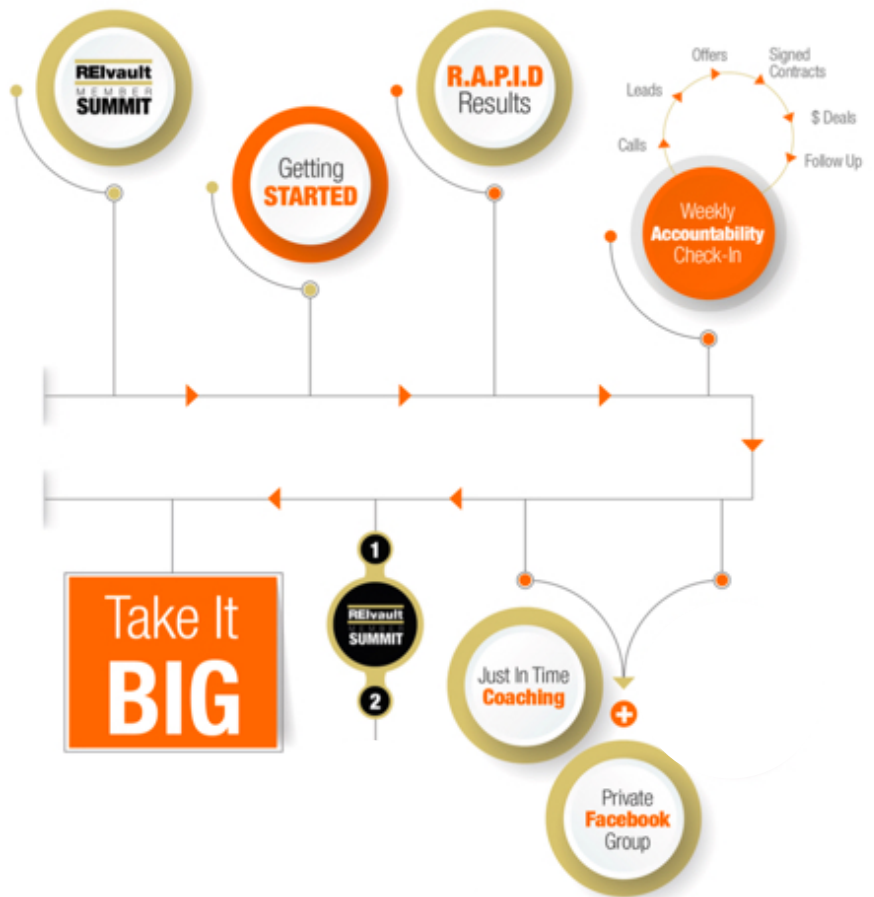 REIvault
MEMBER
SUMMIT
Getting
STARTED
R.A.P.I.D
Results
Calls
Leads
Offers
Signed
Contracts
$ Deals
Follow Up
Weekly
Accountability
Check-In
Just In Time
Coaching
Private
Facebook
Group
1
REIvault
MEMBER
SUMMIT
2
Take It
BIG